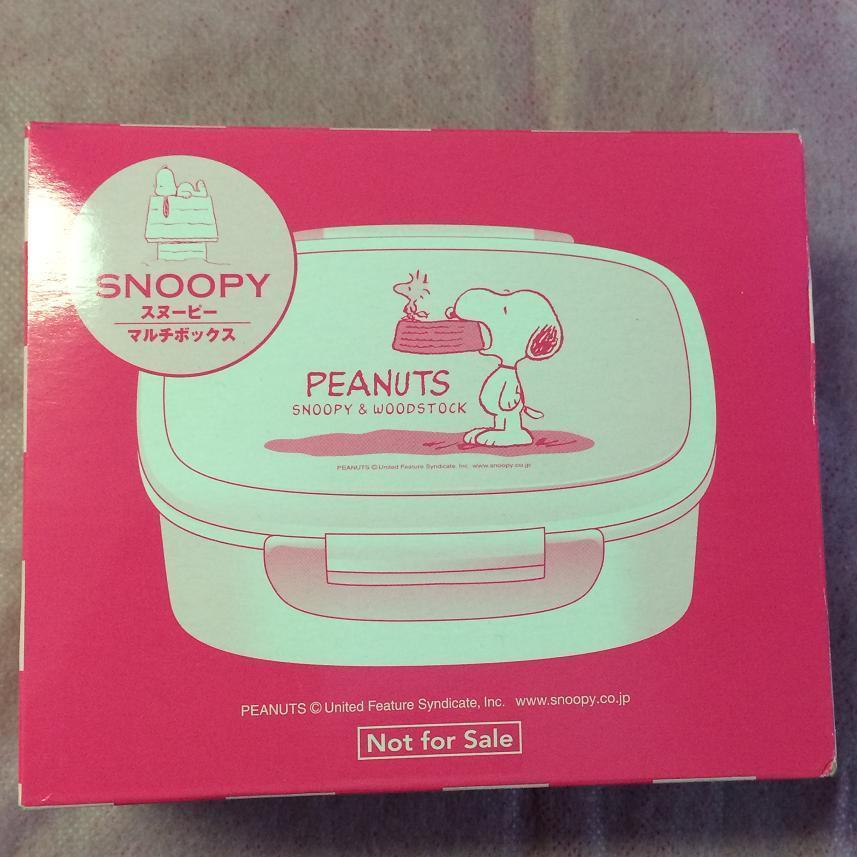 SNOOPY
スヌーピー
マルチボックス
PEANUTS
SNOOPY & WOODSTOCK
PEANUTS © United Feature Syndicate, Inc. www.snoopy.co.jp
PEANUTS © United Feature Syndicate, Inc. www.snoopy.co.jp
Not for Sale